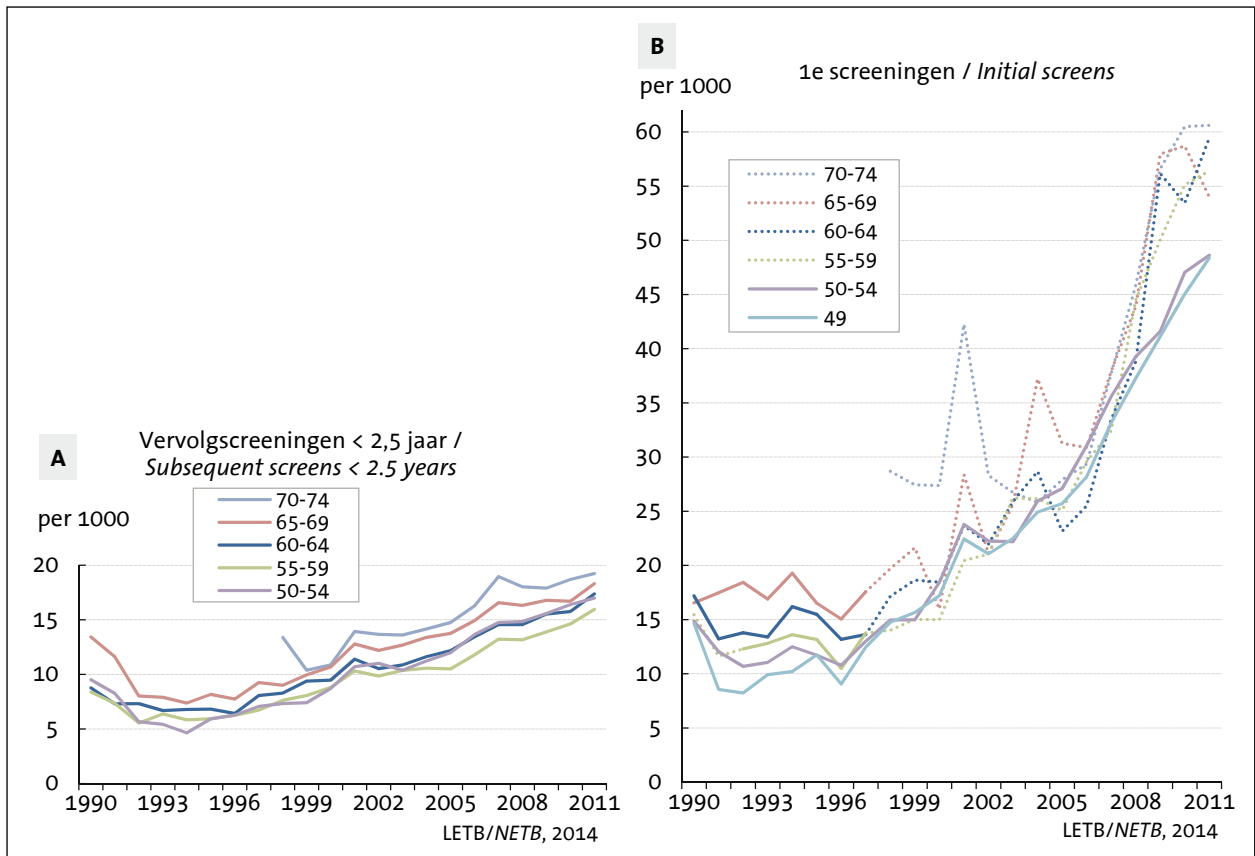 A
Vervolgscreeningen < 2,5 jaar /
Subsequent screens < 2.5 years
per 1000
70-74
65-69
60-64
55-59
50-54
20
15
10
5
0
1990 1993 1996 1999 2002 2005 2008 2011
LETB/NETB, 2014
B
1e screeningen / Initial screens
per 1000
70-74
65-69
60-64
55-59
50-54
49
60
55
50
45
40
35
30
25
20
15
10
5
0
1990 1993 1996 1999 2002 2005 2008 2011
LETB/NETB, 2014